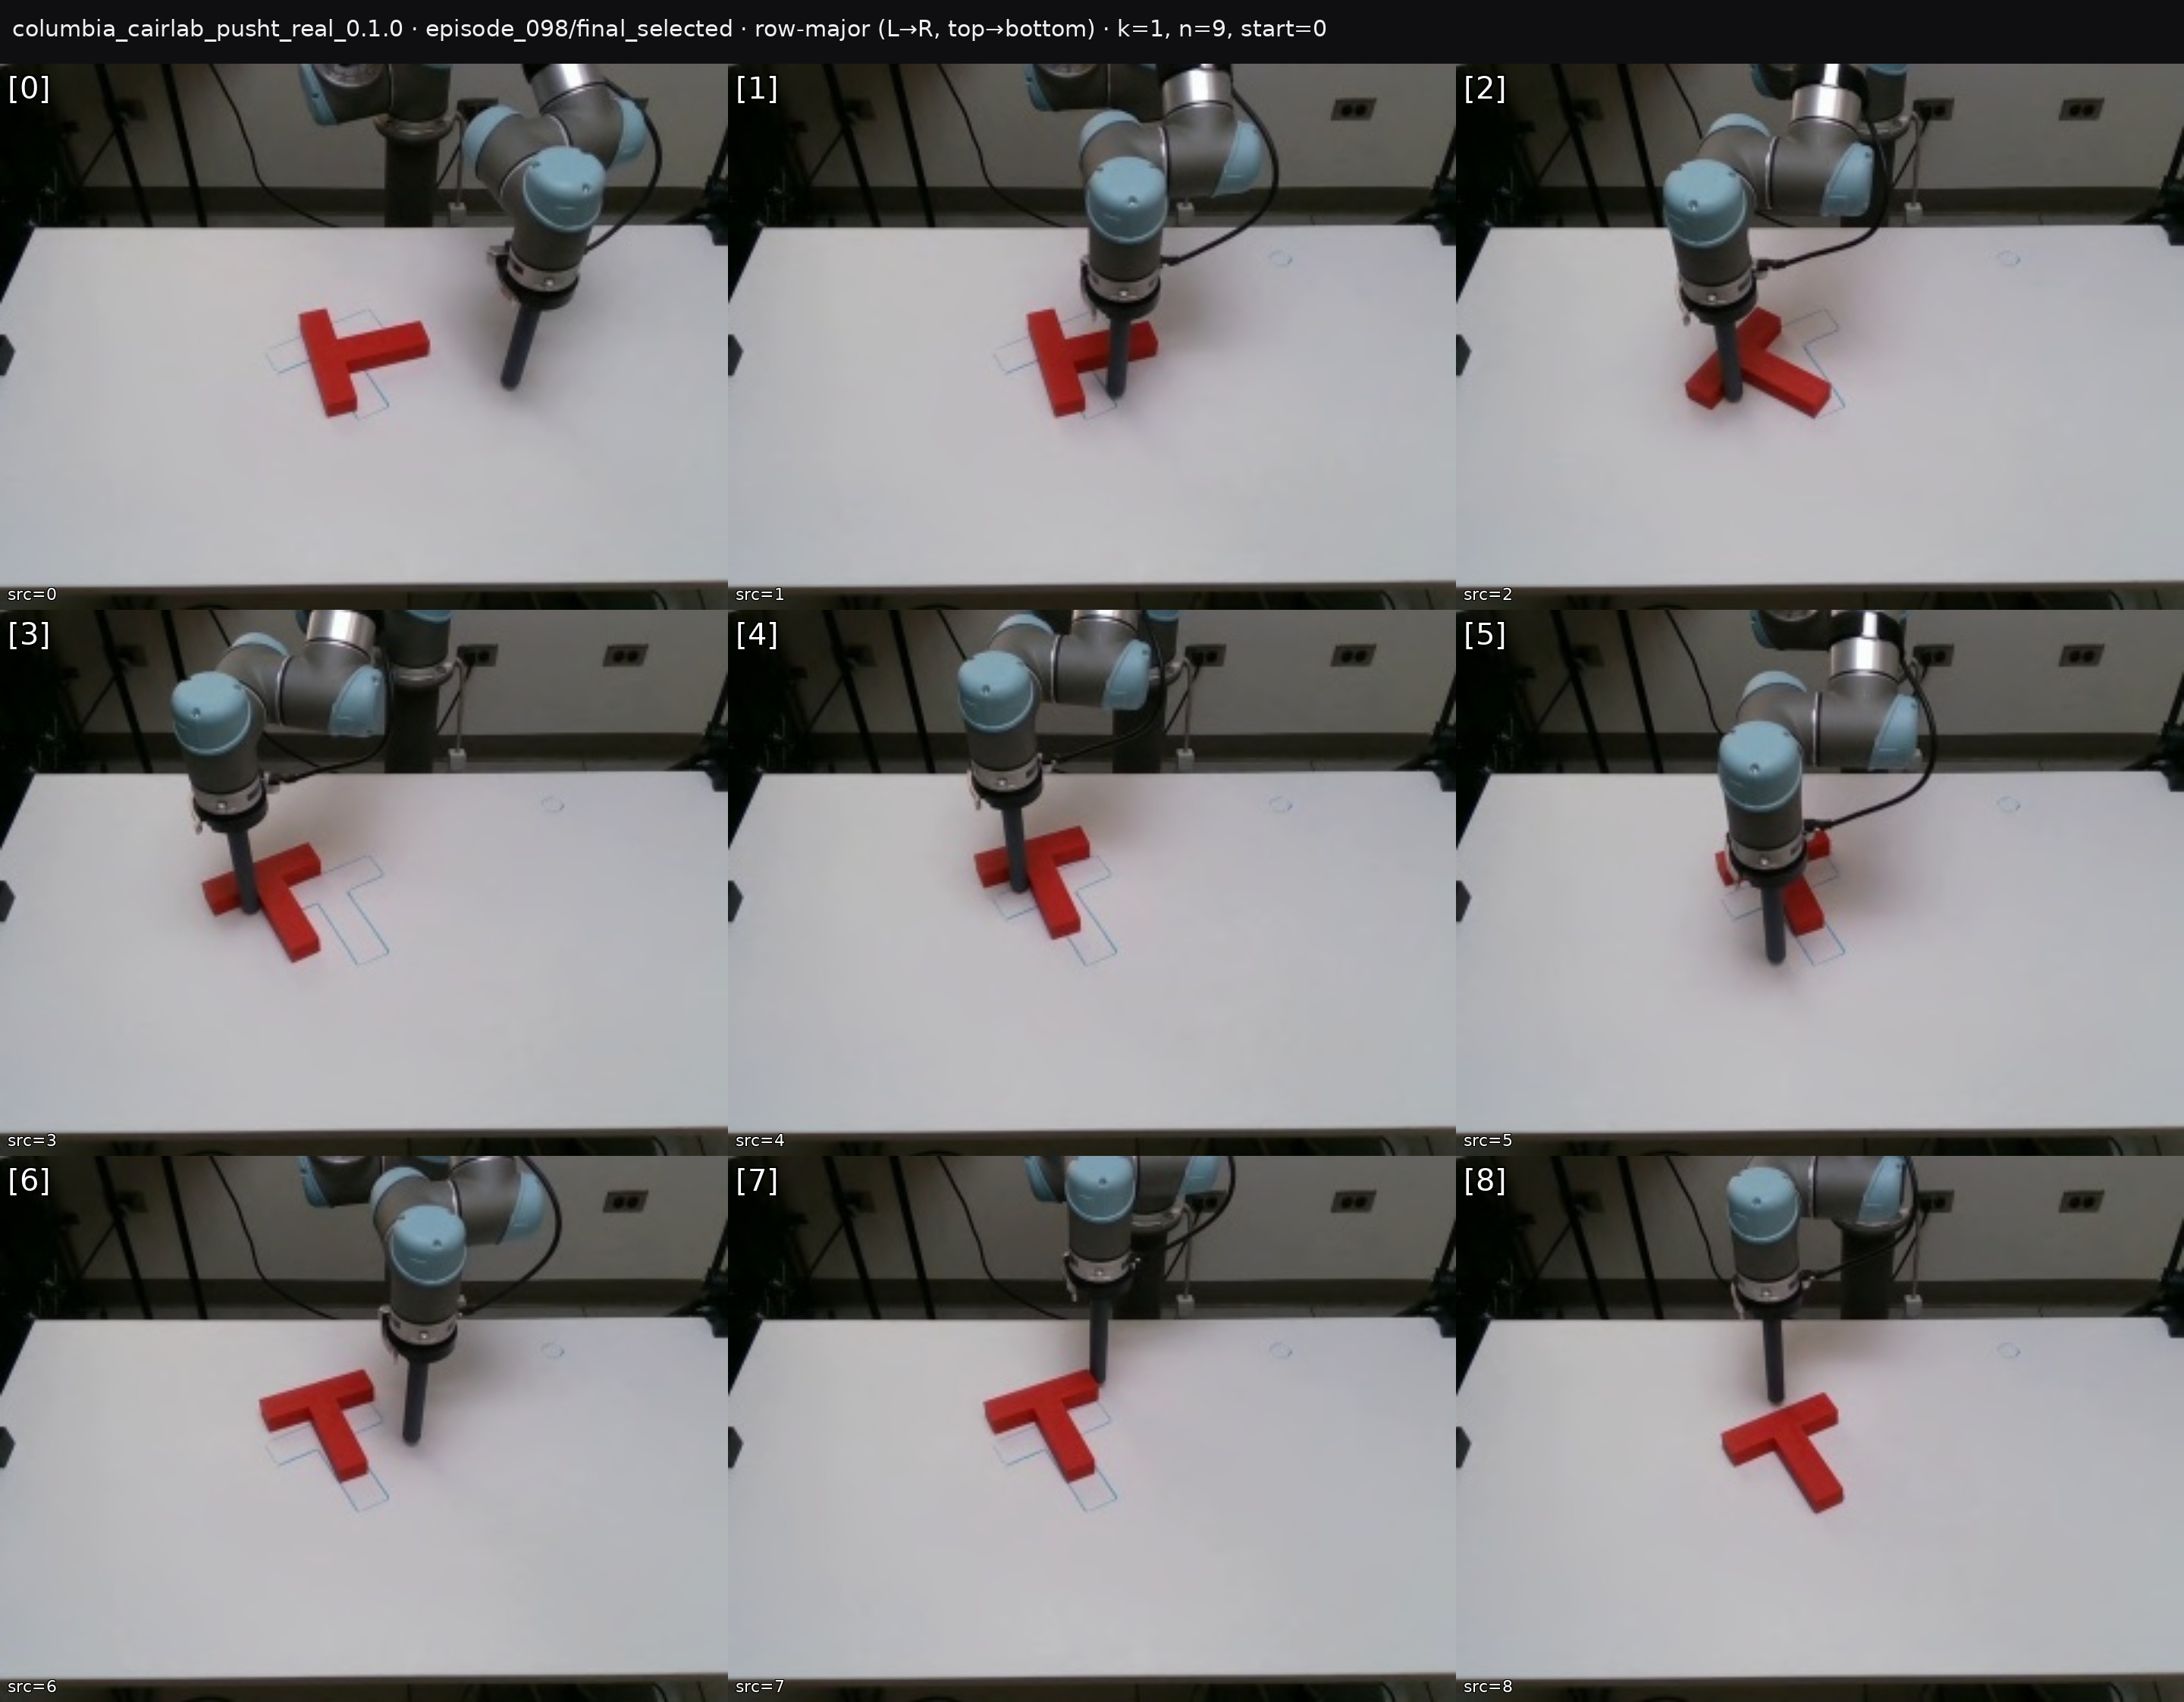 columbia_cairlab_pusht_real_0.1.0 · episode_098/final_selected · row-major (L→R, top→bottom) · k=1, n=9, start=0
[0]
[1]
[2]
src=0
src=1
src=2
[3]
[4]
[5]
src=3
src=4
src=5
[6]
[7]
[8]
src=6
src=7
src=8